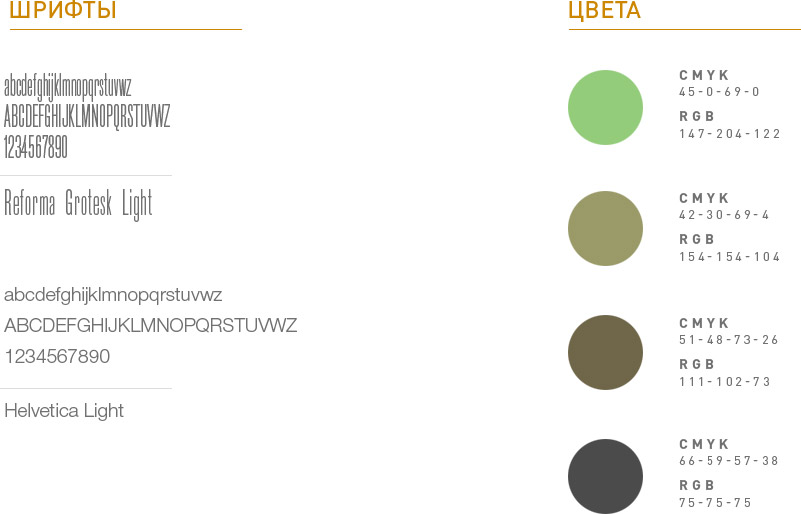 ШРИФТЫ
abcdefghijklmnopqrstuvwz
ABCDEFGHIJKLMNOPQRSTUVWZ
1234567890
Reforma Grotesk Light
abcdefghijklmnopqrstuvwz
ABCDEFGHIJKLMNOPQRSTUVWZ
1234567890
Helvetica Light
ЦВЕТА
CMYK
45-0-69-0
RGB
147-204-122
CMYK
42-30-69-4
RGB
154-154-104
CMYK
51-48-73-26
RGB
111-102-73
CMYK
66-59-57-38
RGB
75-75-75